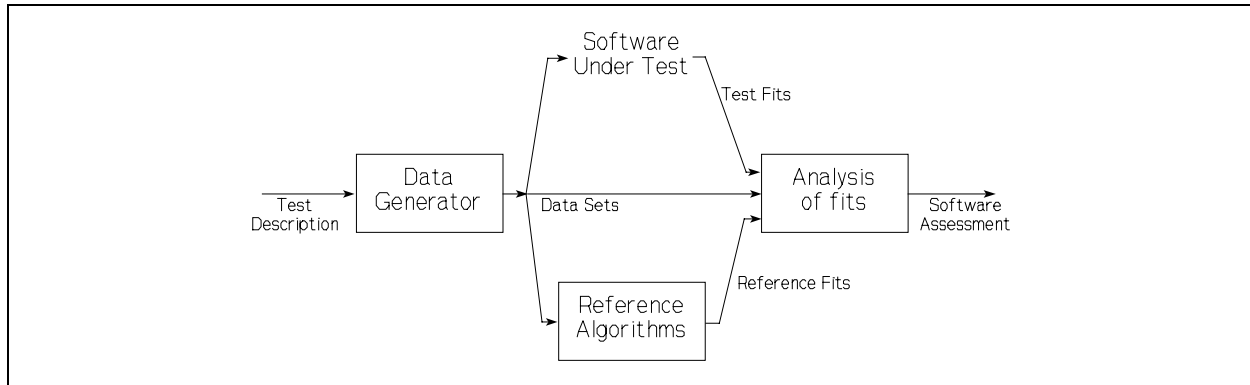 Software
Under Test
Test Fits
Data
Generator
Analysis
of fits
Test
Description
Data Sets
Software
Assessment
Reference Fits
Reference
Algorithms